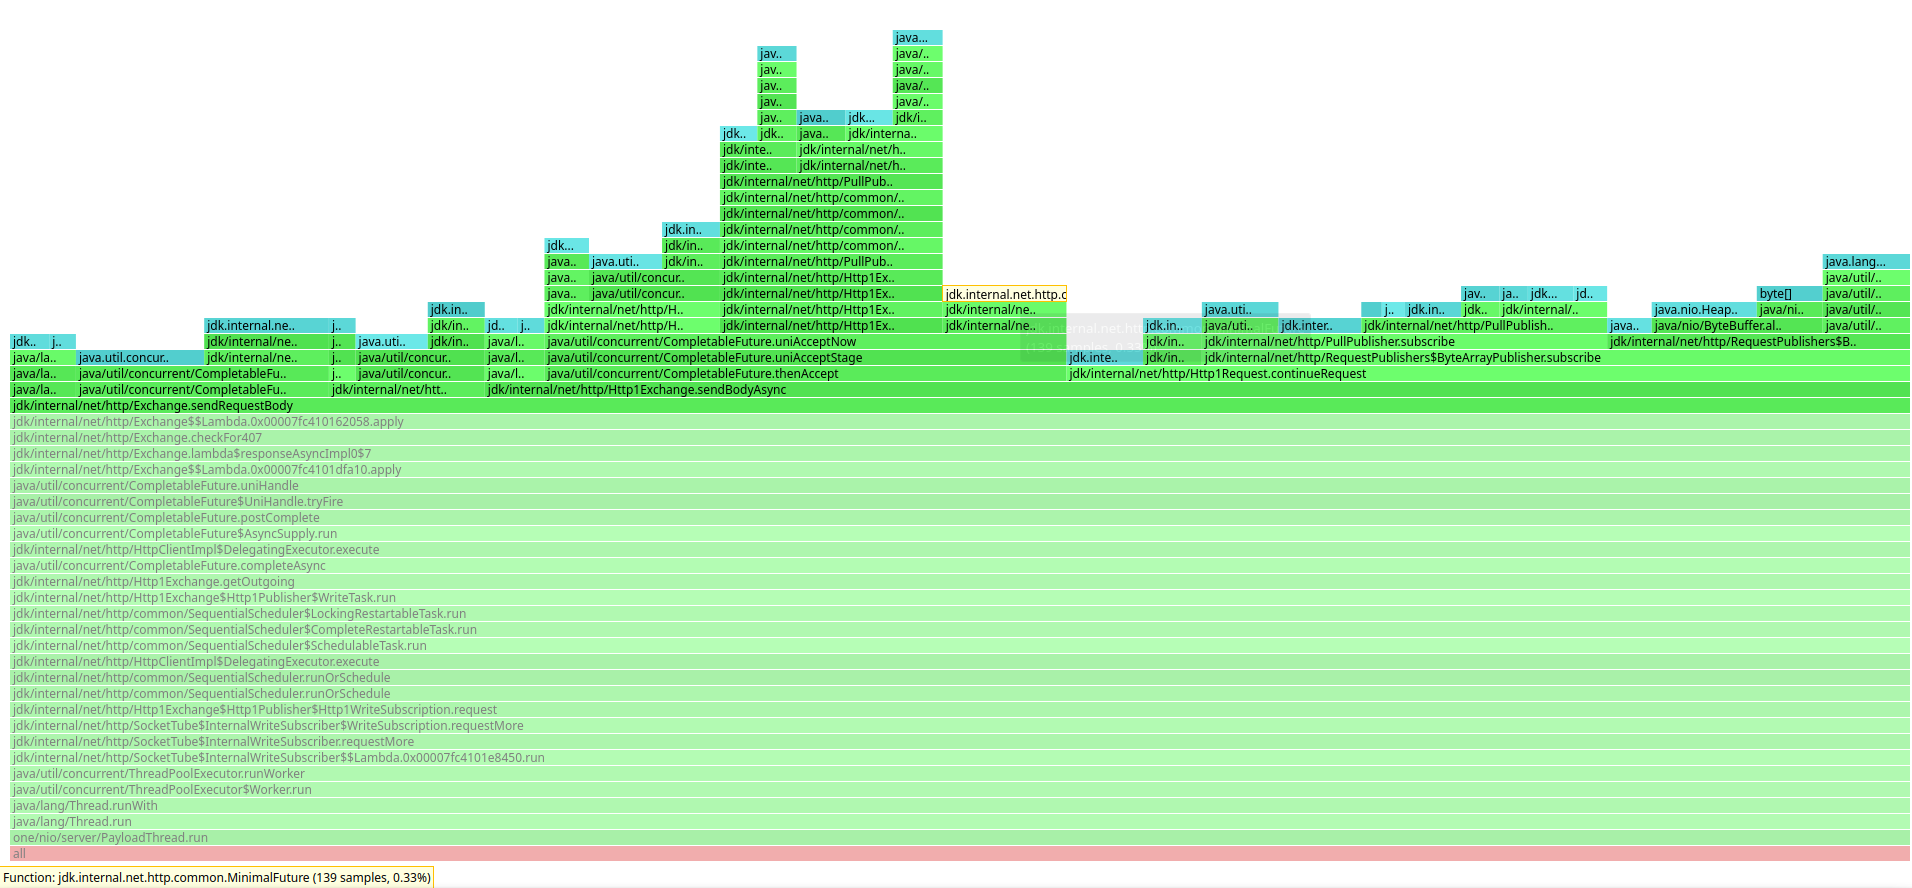 java...
jav.. java/..
jav.. java/..
jav.. java/..
jav.. java/..
jav.. java.. jdk... jdk/i..
jdk.. jdk.. java.. jdk/interna..
jdk/inte.. jdk/internal/net/h..
jdk/inte.. jdk/internal/net/h..
jdk/internal/net/http/PullPub..
jdk/internal/net/http/common/..
jdk/internal/net/http/common/..
jdk.in.. jdk/internal/net/http/common/..
jdk... jdk/in.. jdk/internal/net/http/common/..
java.. java.uti.. jdk/in.. jdk/internal/net/http/PullPub.. java.lang...
java.. java/util/concur.. jdk/internal/net/http/Http1Ex.. java/util/..
java.. java/util/concur.. jdk/internal/net/http/Http1Ex.. jdk.internal.net.http.c jav.. ja.. jdk... jd.. byte[] java/util/..
jdk.in.. jdk/internal/net/http/H.. jdk/internal/net/http/Http1Ex.. jdk/internal/ne.. java.uti.. j.. jdk.in.. jdk.. jdk/internal/.. java.nio.Heap.. java/ni.. java/util/..
jdk.internal.ne.. j.. jdk/in.. jd.. j.. jdk/internal/net/http/H.. jdk/internal/net/http/Http1Ex.. jdk/internal/ne.. jdk.in.. java/uti.. jdk.inter.. jdk/internal/net/http/PullPublish.. java.. java/nio/ByteBuffer.al.. java/util/..
jdk.. j.. jdk/internal/ne.. j.. java.uti.. jdk/in.. java/l.. java/util/concurrent/CompletableFuture.uniAcceptNow jdk/in.. jdk/internal/net/http/PullPublisher.subscribe jdk/internal/net/http/RequestPublishers$B..
java/la.. java.util.concur.. jdk/internal/ne.. j.. java/util/concur.. java/l.. java/util/concurrent/CompletableFuture.uniAcceptStage jdk.inte.. jdk/in.. jdk/internal/net/http/RequestPublishers$ByteArrayPublisher.subscribe
java/la.. java/util/concurrent/CompletableFu.. j.. java/util/concur.. java/l.. java/util/concurrent/CompletableFuture.thenAccept jdk/internal/net/http/Http1Request.continueRequest
java/la.. java/util/concurrent/CompletableFu.. jdk/internal/net/htt.. jdk/internal/net/http/Http1Exchange.sendBodyAsync
jdk/internal/net/http/Exchange.sendRequestBody
jdk/internal/net/http/Exchange$$Lambda.0x00007fc410162058.apply
jdk/internal/net/http/Exchange.checkFor407
jdk/internal/net/http/Exchange.lambda$responseAsyncImpl0$7
jdk/internal/net/http/Exchange$$Lambda.0x00007fc4101dfa10.apply
java/util/concurrent/CompletableFuture.uniHandle
java/util/concurrent/CompletableFuture$UniHandle.tryFire
java/util/concurrent/CompletableFuture.postComplete
java/util/concurrent/CompletableFuture$AsyncSupply.run
jdk/internal/net/http/HttpClientImpl$DelegatingExecutor.execute
java/util/concurrent/CompletableFuture.completeAsync
jdk/internal/net/http/Http1Exchange.getOutgoing
jdk/internal/net/http/Http1Exchange$Http1Publisher$WriteTask.run
jdk/internal/net/http/common/SequentialScheduler$LockingRestartableTask.run
jdk/internal/net/http/common/SequentialScheduler$CompleteRestartableTask.run
jdk/internal/net/http/common/SequentialScheduler$SchedulableTask.run
jdk/internal/net/http/HttpClientImpl$DelegatingExecutor.execute
jdk/internal/net/http/common/SequentialScheduler.runOrSchedule
jdk/internal/net/http/common/SequentialScheduler.runOrSchedule
jdk/internal/net/http/Http1Exchange$Http1Publisher$Http1WriteSubscription.request
jdk/internal/net/http/SocketTube$InternalWriteSubscriber$WriteSubscription.requestMore
jdk/internal/net/http/SocketTube$InternalWriteSubscriber.requestMore
jdk/internal/net/http/SocketTube$InternalWriteSubscriber$$Lambda.0x00007fc4101e8450.run
java/util/concurrent/ThreadPoolExecutor.runWorker
java/util/concurrent/ThreadPoolExecutor$Worker.run
java/lang/Thread.runWith
java/lang/Thread.run
one/nio/server/PayloadThread.run
all
Function: jdk.internal.net.http.common.MinimalFuture (139 samples, 0.33%)